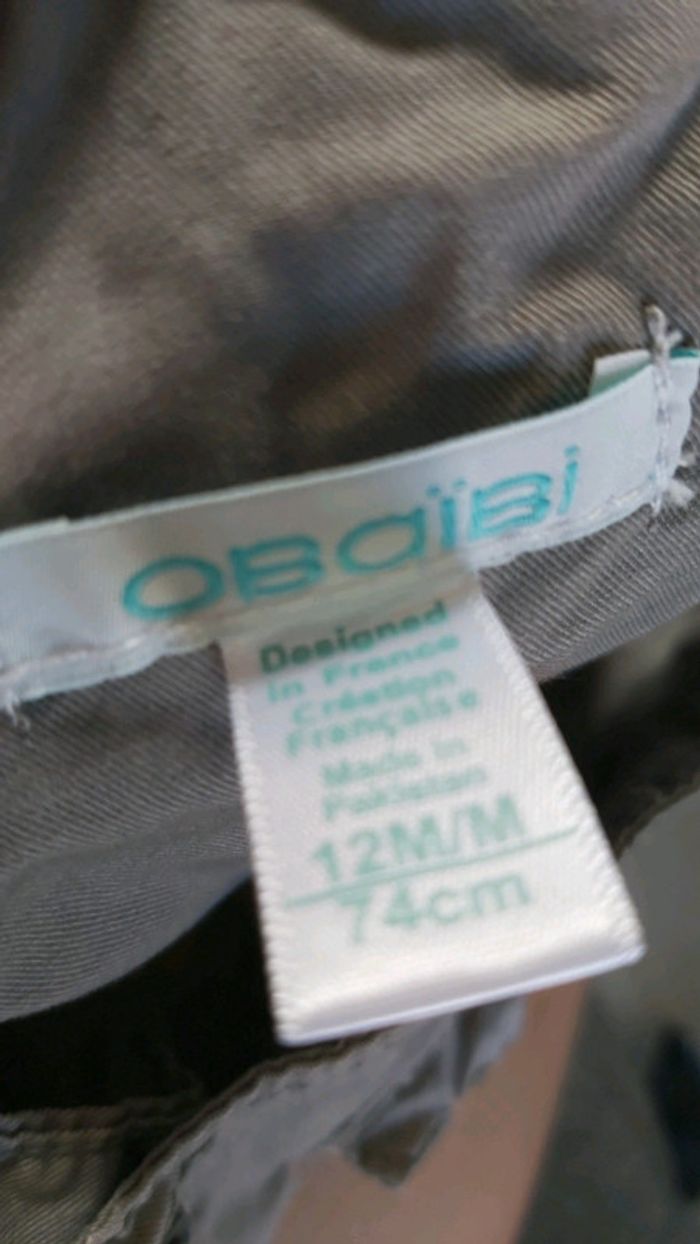 OBaïBi
Designed
in France
Création
Française
Made in
Pakistan
12M/M
74cm